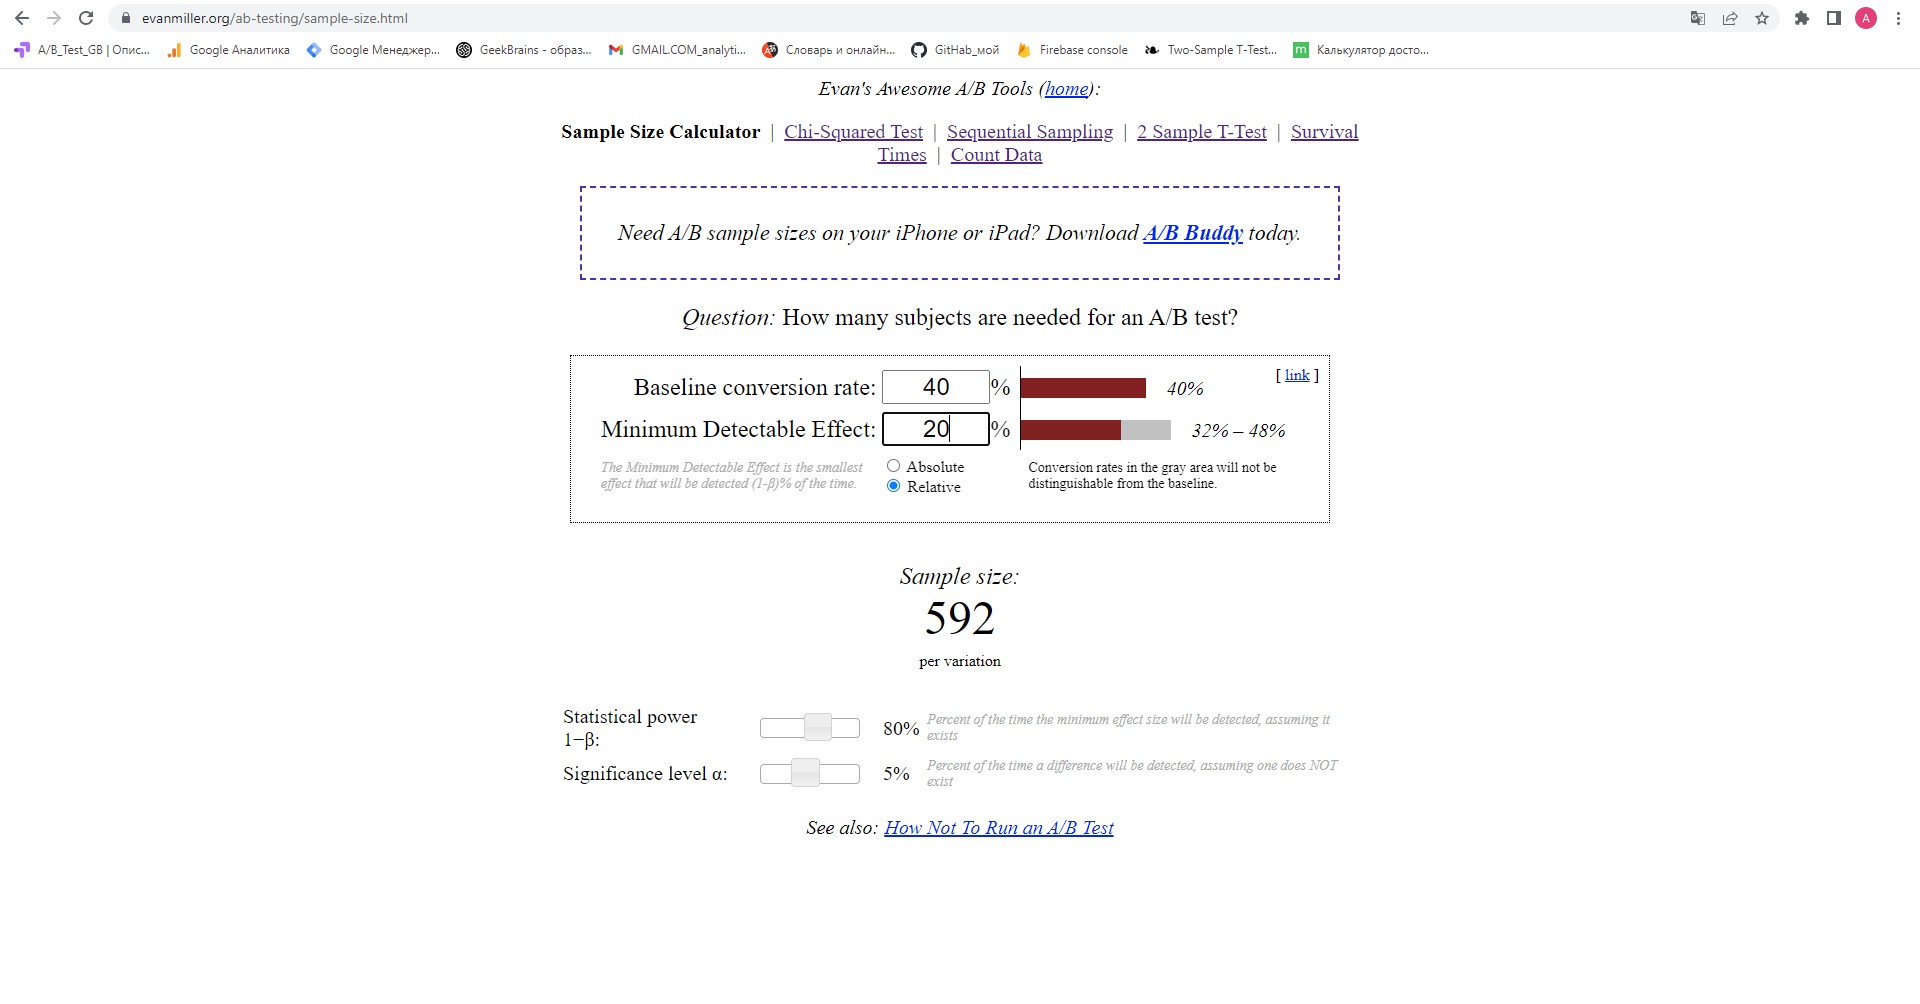 evanmiller.org/ab-testing/sample-size.html
A
A/B_Test_GB | Опис... Google Аналитика Google Менеджер... GeekBrains - образ... GMAIL.COM_analyti... Словарь и онлайн... GitHab_мой Firebase console Two-Sample T-Test... m Калькулятор досто...
Evan's Awesome A/B Tools (home):
Sample Size Calculator | Chi-Squared Test | Sequential Sampling | 2 Sample T-Test | Survival
Times | Count Data
Need A/B sample sizes on your iPhone or iPad? Download A/B Buddy today.
Question: How many subjects are needed for an A/B test?
[ link ]
Baseline conversion rate: 40 % 40%
Minimum Detectable Effect: 20 % 32% – 48%
The Minimum Detectable Effect is the smallest
effect that will be detected (1-β)% of the time.
Absolute
Relative
Conversion rates in the gray area will not be
distinguishable from the baseline.
Sample size:
592
per variation
Statistical power
1−β:
80%
Percent of the time the minimum effect size will be detected, assuming it
exists
Significance level α: 5%
Percent of the time a difference will be detected, assuming one does NOT
exist
See also: How Not To Run an A/B Test